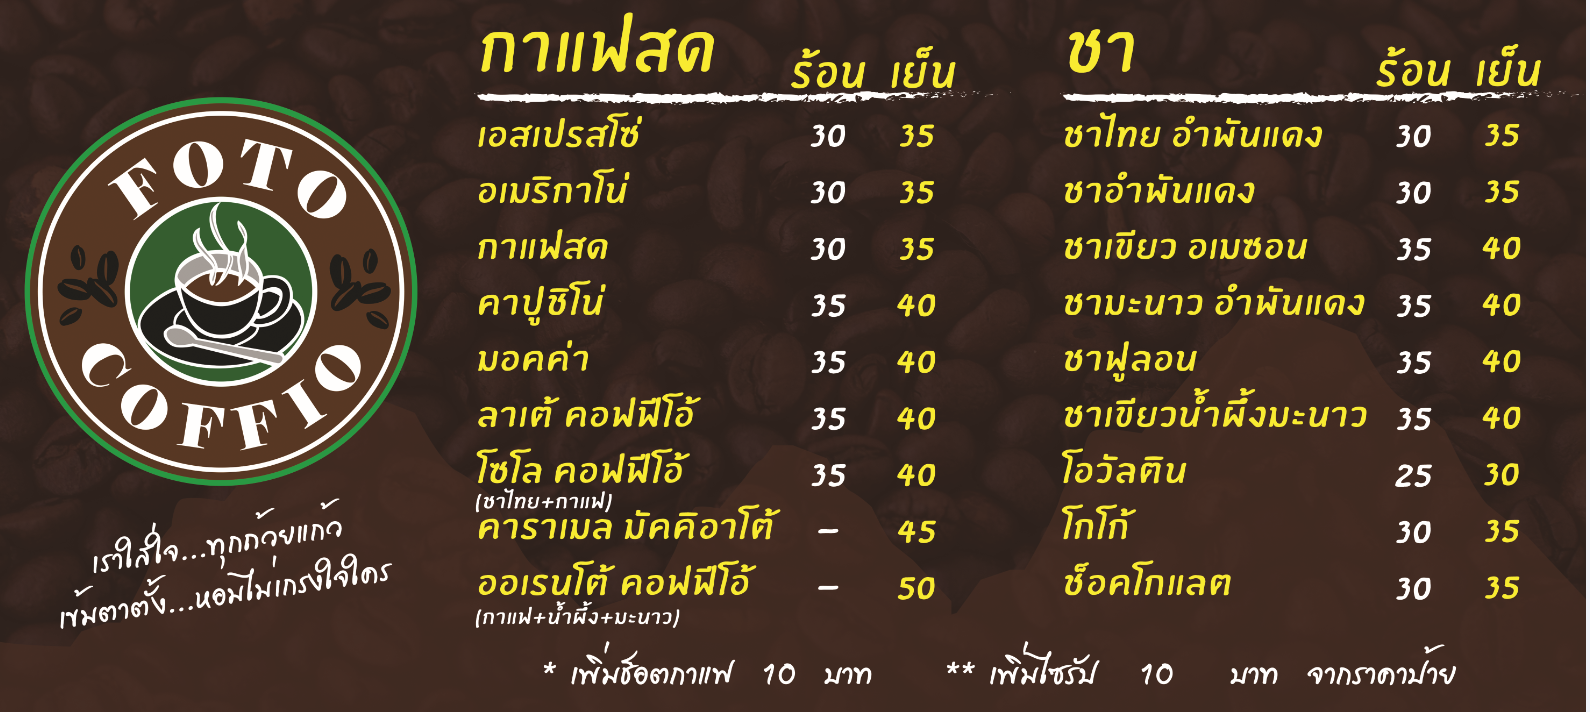 FOTO
COFFIO
เราใส่ใจ...ทุกถ้วยแก้ว
เข้มตาตั้ง...หอมไม่เกรงใจใคร
กาแฟสด ร้อน เย็น
เอสเปรสโซ่ 30 35
อเมริกาโน่ 30 35
กาแฟสด 30 35
คาปูชิโน่ 35 40
มอคค่า 35 40
ลาเต้ คอฟฟีโอ้ 35 40
โซโล คอฟฟีโอ้ 35 40
(ชาไทย+กาแฟ)
คาราเมล มัคคิอาโต้ – 45
ออเรนโต้ คอฟฟีโอ้ – 50
(กาแฟ+น้ำผึ้ง+มะนาว)
ชา ร้อน เย็น
ชาไทย อำพันแดง 30 35
ชาอำพันแดง 30 35
ชาเขียว อเมซอน 35 40
ชามะนาว อำพันแดง 35 40
ชาฟูลอน 35 40
ชาเขียวน้ำผึ้งมะนาว 35 40
โอวัลติน 25 30
โกโก้ 30 35
ช็อคโกแลต 30 35
* เพิ่มช็อตกาแฟ 10 บาท ** เพิ่มไซรัป 10 บาท จากราคาป้าย